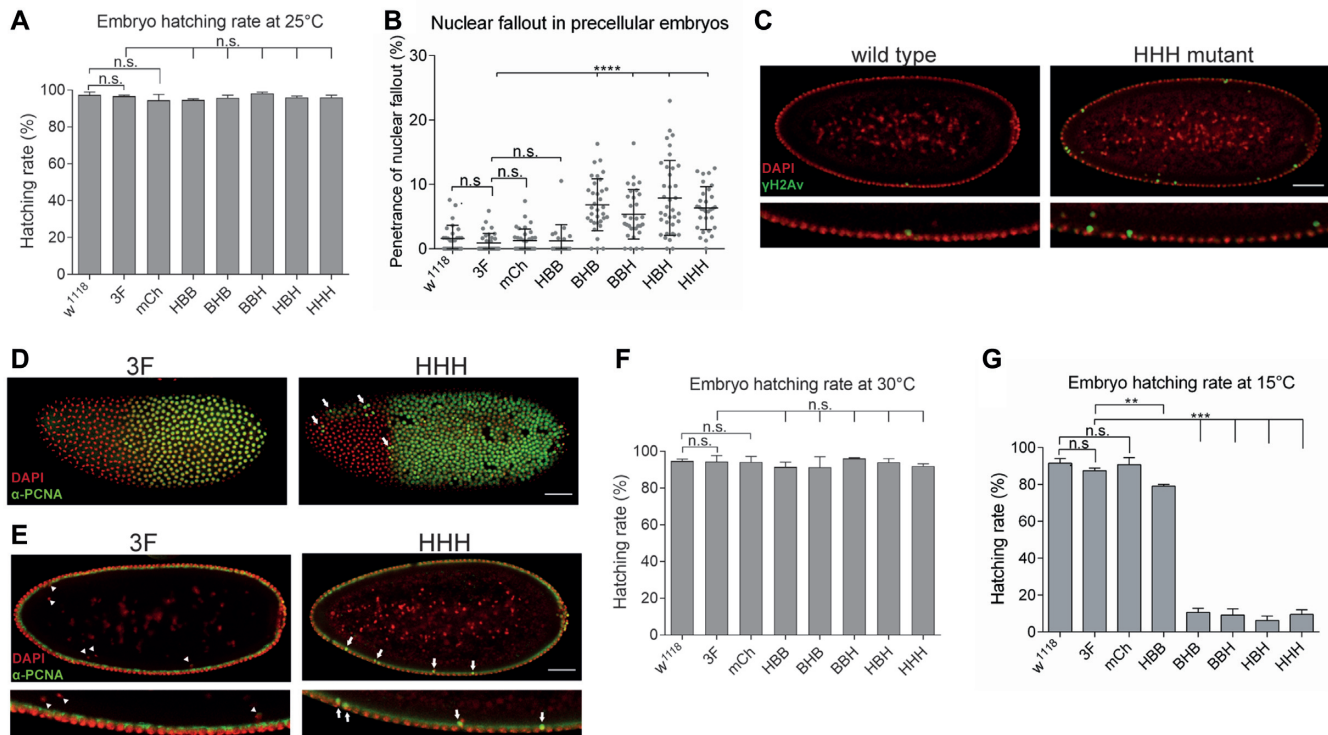 A
Embryo hatching rate at 25°C
n.s.
n.s.
n.s.
Hatching rate (%)
100
80
60
40
20
0
w1118
3F
mCh
HBB
BHB
BBH
HBH
HHH
B
Nuclear fallout in precellular embryos
****
n.s.
n.s
n.s.
Penetrance of nuclear fallout (%)
30
20
10
0
w1118
3F
mCh
HBB
BHB
BBH
HBH
HHH
C
wild type
HHH mutant
DAPI
γH2Av
D
3F
HHH
DAPI
α-PCNA
E
3F
HHH
DAPI
α-PCNA
F
Embryo hatching rate at 30°C
n.s.
n.s.
n.s.
Hatching rate (%)
100
80
60
40
20
0
w1118
3F
mCh
HBB
BHB
BBH
HBH
HHH
G
Embryo hatching rate at 15°C
**
***
n.s.
n.s
Hatching rate (%)
100
80
60
40
20
0
w1118
3F
mCh
HBB
BHB
BBH
HBH
HHH